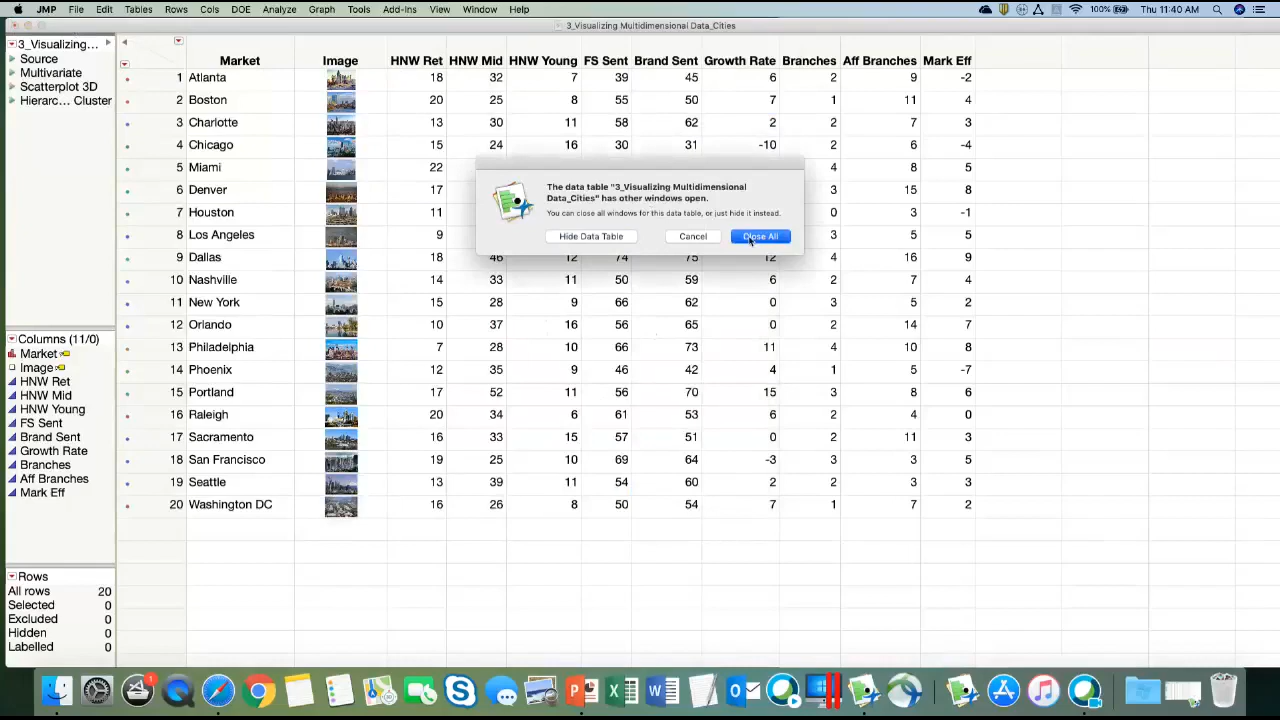 JMP File Edit Tables Rows Cols DOE Analyze Graph Tools Add-Ins View Window Help 100% Thu 11:40 AM
3_Visualizing Multidimensional Data_Cities
3_Visualizing...
Source
Multivariate
Scatterplot 3D
Hierarc... Cluster
Market Image HNW Ret HNW Mid HNW Young FS Sent Brand Sent Growth Rate Branches Aff Branches Mark Eff
1 Atlanta 18 32 7 39 45 6 2 9 -2
2 Boston 20 25 8 55 50 7 1 11 4
3 Charlotte 13 30 11 58 62 2 2 7 3
4 Chicago 15 24 16 30 31 -10 2 6 -4
5 Miami 22 4 8 5
6 Denver 17 3 15 8
7 Houston 11 0 3 -1
8 Los Angeles 9 3 5 5
9 Dallas 18 46 12 74 75 12 4 16 9
10 Nashville 14 33 11 50 59 6 2 7 4
11 New York 15 28 9 66 62 0 3 5 2
12 Orlando 10 37 16 56 65 0 2 14 7
13 Philadelphia 7 28 10 66 73 11 4 10 8
14 Phoenix 12 35 9 46 42 4 1 5 -7
15 Portland 17 52 11 56 70 15 3 8 6
16 Raleigh 20 34 6 61 53 6 2 4 0
17 Sacramento 16 33 15 57 51 0 2 11 3
18 San Francisco 19 25 10 69 64 -3 3 3 5
19 Seattle 13 39 11 54 60 2 2 3 3
20 Washington DC 16 26 8 50 54 7 1 7 2
The data table "3_Visualizing Multidimensional
Data_Cities" has other windows open.
You can close all windows for this data table, or just hide it instead.
Hide Data Table Cancel Close All
Columns (11/0)
Market
Image
HNW Ret
HNW Mid
HNW Young
FS Sent
Brand Sent
Growth Rate
Branches
Aff Branches
Mark Eff
Rows
All rows 20
Selected 0
Excluded 0
Hidden 0
Labelled 0